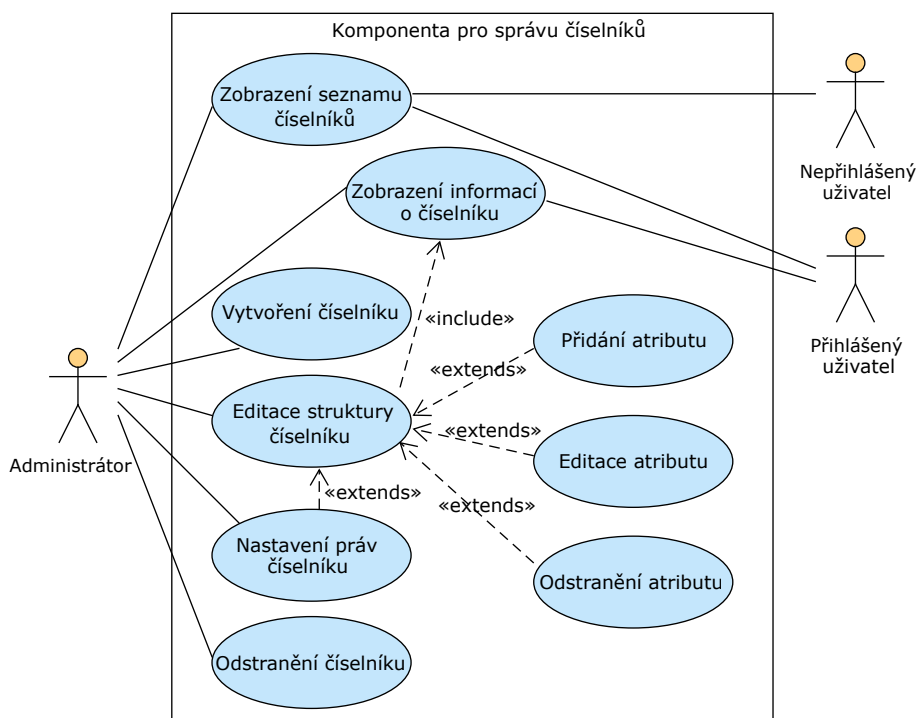 Komponenta pro správu číselníků
Zobrazení seznamu
číselníků
Nepřihlášený
uživatel
Zobrazení informací
o číselníku
Přihlášený
uživatel
Vytvoření číselníku
«include»
Přidání atributu
«extends»
Administrátor
Editace struktury
číselníku
«extends»
Editace atributu
«extends»
«extends»
Nastavení práv
číselníku
Odstranění atributu
Odstranění číselníku